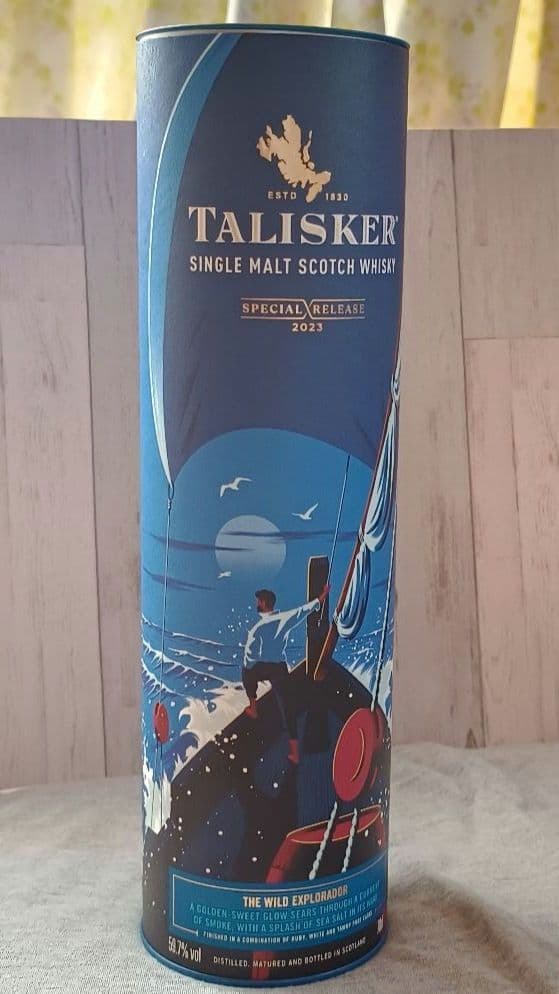 ESTD 1830
TALISKER
SINGLE MALT SCOTCH WHISKY
SPECIAL RELEASE
2023
THE WILD EXPLORADOR
A GOLDEN-SWEET GLOW SEARS THROUGH A CURRENT
OF SMOKE, WITH A SPLASH OF SEA SALT IN ITS WAKE
FINISHED IN A COMBINATION OF RUBY, WHITE AND TAWNY PORT CASKS
59.7% vol
DISTILLED, MATURED AND BOTTLED IN SCOTLAND